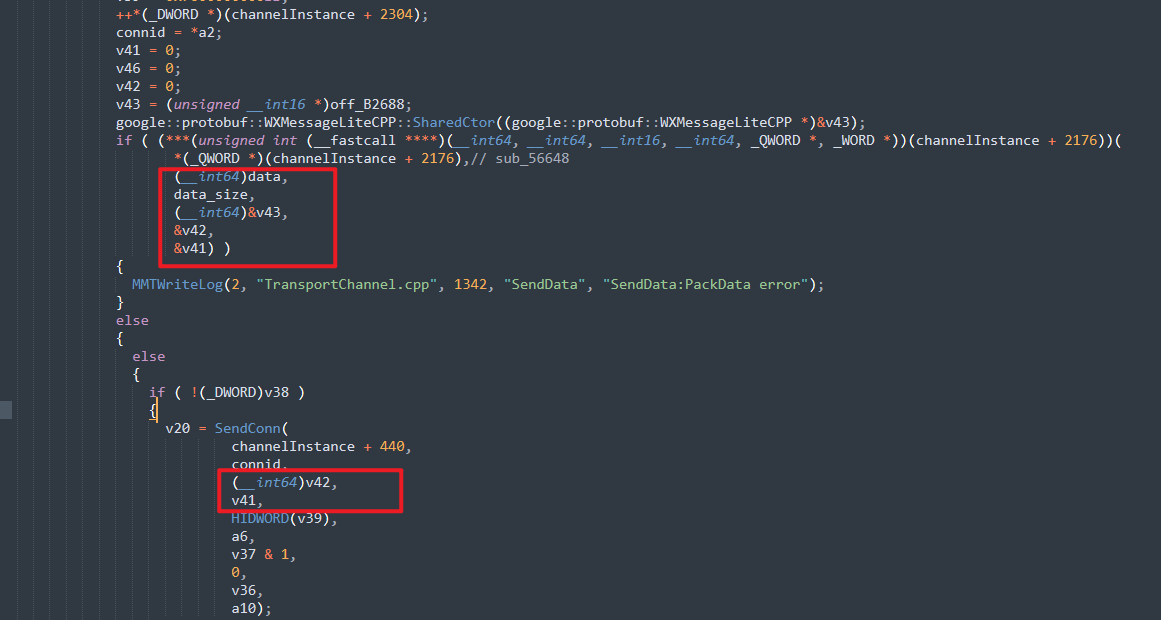 ++*(_DWORD *)(channelInstance + 2304);
connid = *a2;
v41 = 0;
v46 = 0;
v42 = 0;
v43 = (unsigned __int16 *)off_B2688;
google::protobuf::WXMessageLiteCPP::SharedCtor((google::protobuf::WXMessageLiteCPP *)&v43);
if ( (***(unsigned int (__fastcall ****)(__int64, __int64, __int16, __int64, _QWORD *, _WORD *))(channelInstance + 2176))(
*(_QWORD *)(channelInstance + 2176),// sub_56648
(__int64)data,
data_size,
(__int64)&v43,
&v42,
&v41) )
{
MMTWriteLog(2, "TransportChannel.cpp", 1342, "SendData", "SendData:PackData error");
}
else
{
else
{
if ( !(_DWORD)v38 )
{
v20 = SendConn(
channelInstance + 440,
connid,
(__int64)v42,
v41,
HIDWORD(v39),
a6,
v37 & 1,
0,
v36,
a10);